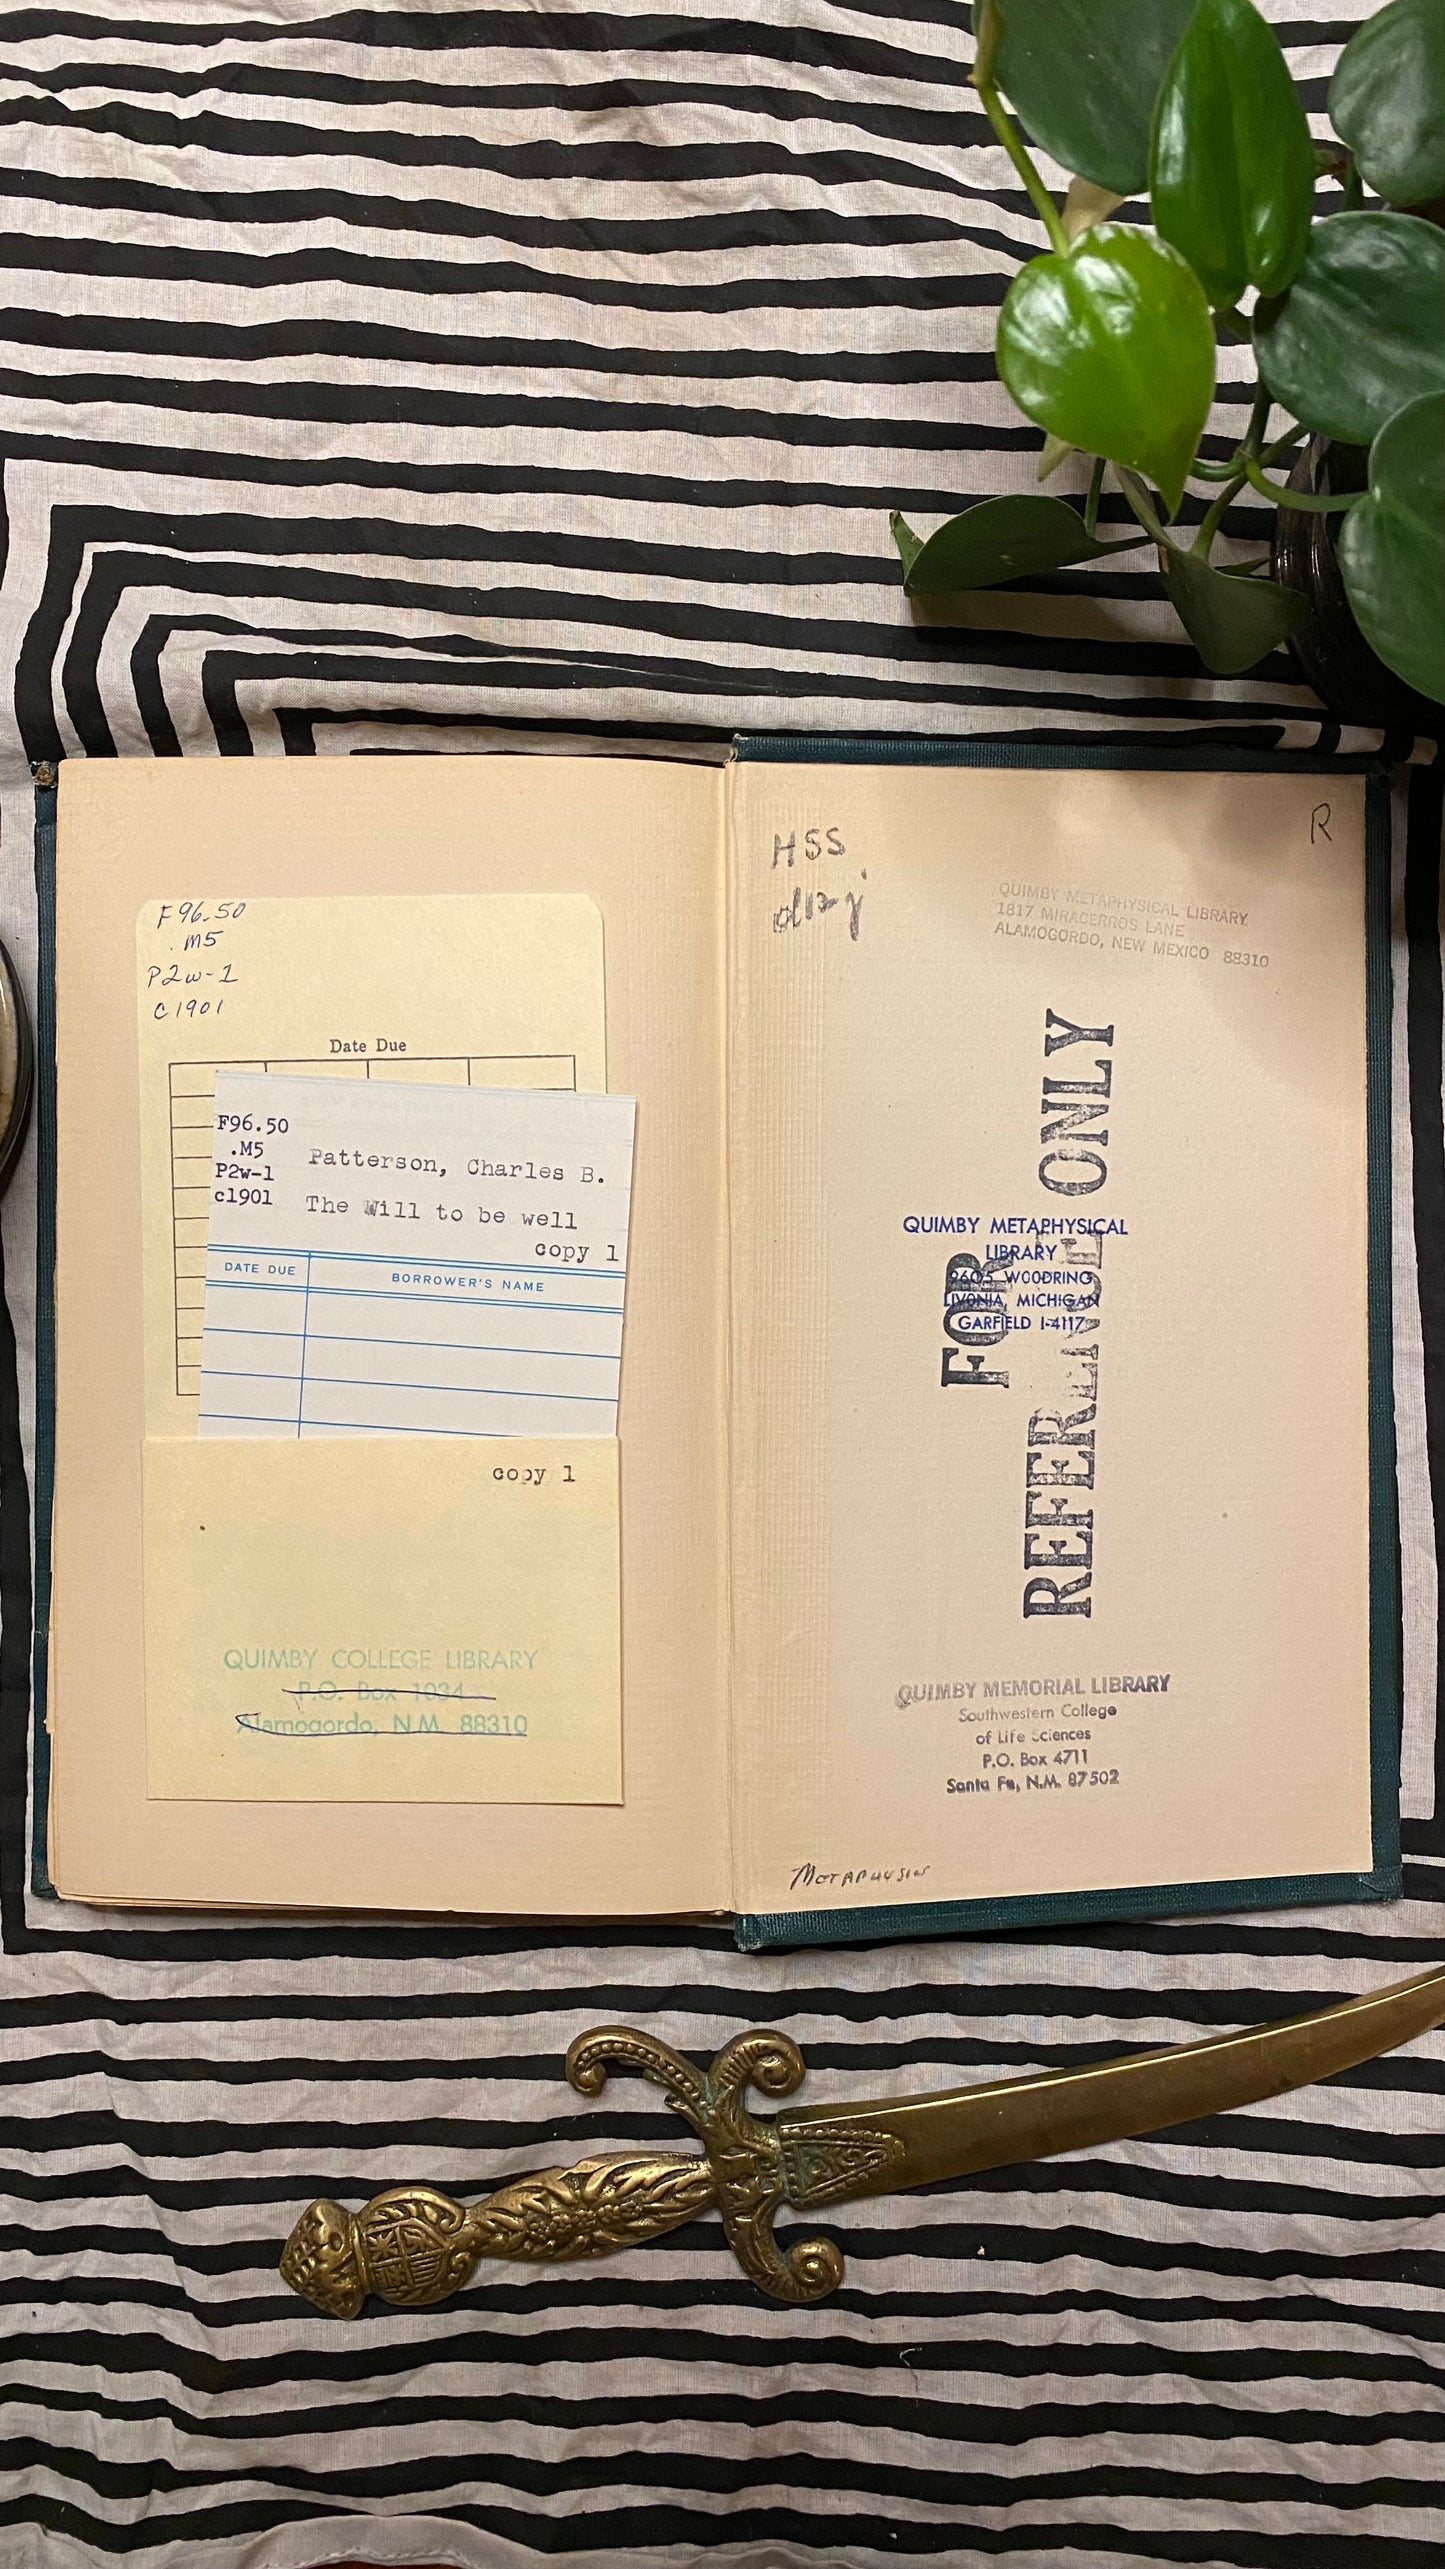 F96.50
.M5
P2w-1
c1901
Date Due
F96.50
.M5
P2w-1
c1901
Patterson, Charles B.
The Will to be well
copy 1
DATE DUE
BORROWER'S NAME
copy 1
QUIMBY COLLEGE LIBRARY
P.O. Box 1034
Alamogordo, N.M. 88310
HSS
R
QUIMBY METAPHYSICAL LIBRARY
1817 MIRACERROS LANE
ALAMOGORDO, NEW MEXICO 88310
FOR
REFERENCE ONLY
QUIMBY METAPHYSICAL
LIBRARY
9605 WOODRING
LIVONIA, MICHIGAN
GARFIELD 1-4117
QUIMBY MEMORIAL LIBRARY
Southwestern College
of Life Sciences
P.O. Box 4711
Santa Fe, N.M. 87502
METAPHYSICS